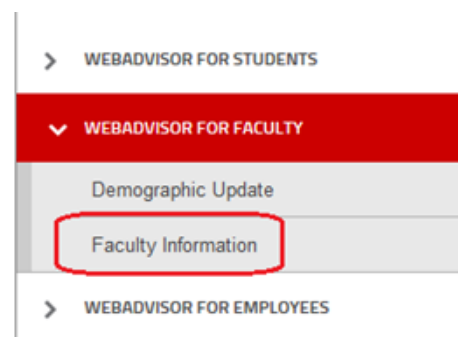 WEBADVISOR FOR STUDENTS
WEBADVISOR FOR FACULTY
Demographic Update
Faculty Information
WEBADVISOR FOR EMPLOYEES